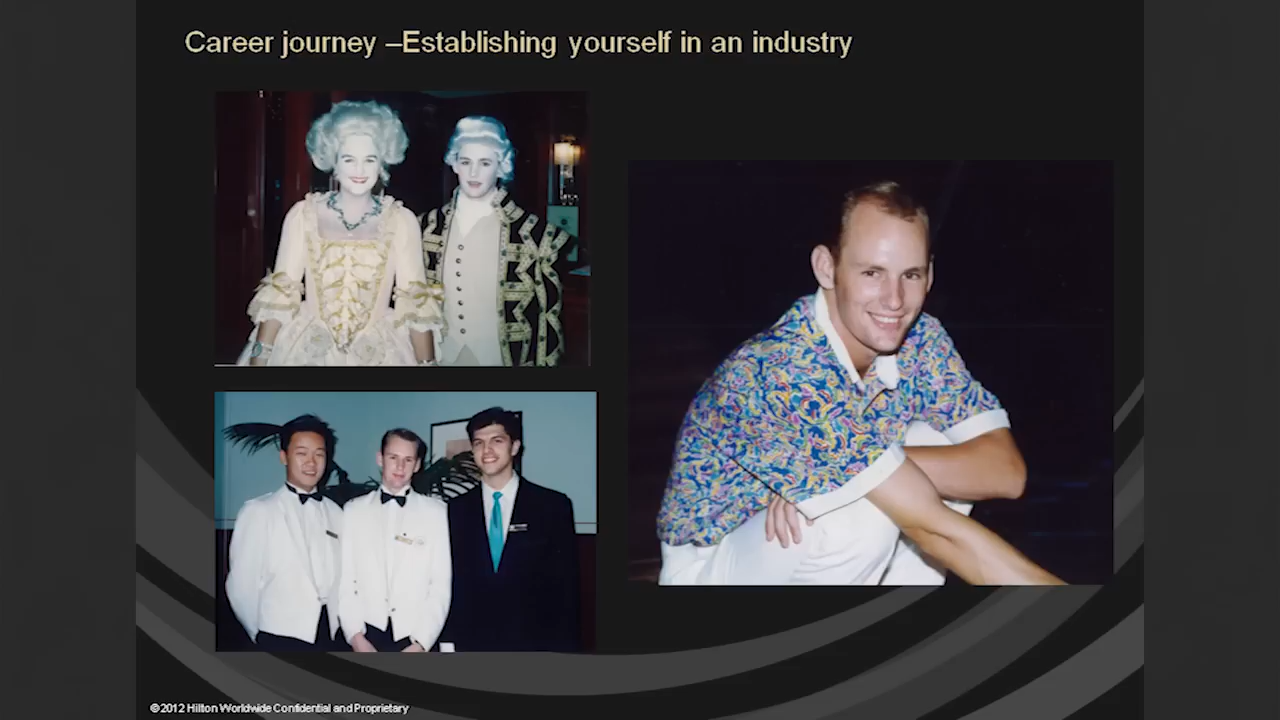 Career journey –Establishing yourself in an industry
©2012 Hilton Worldwide Confidential and Proprietary